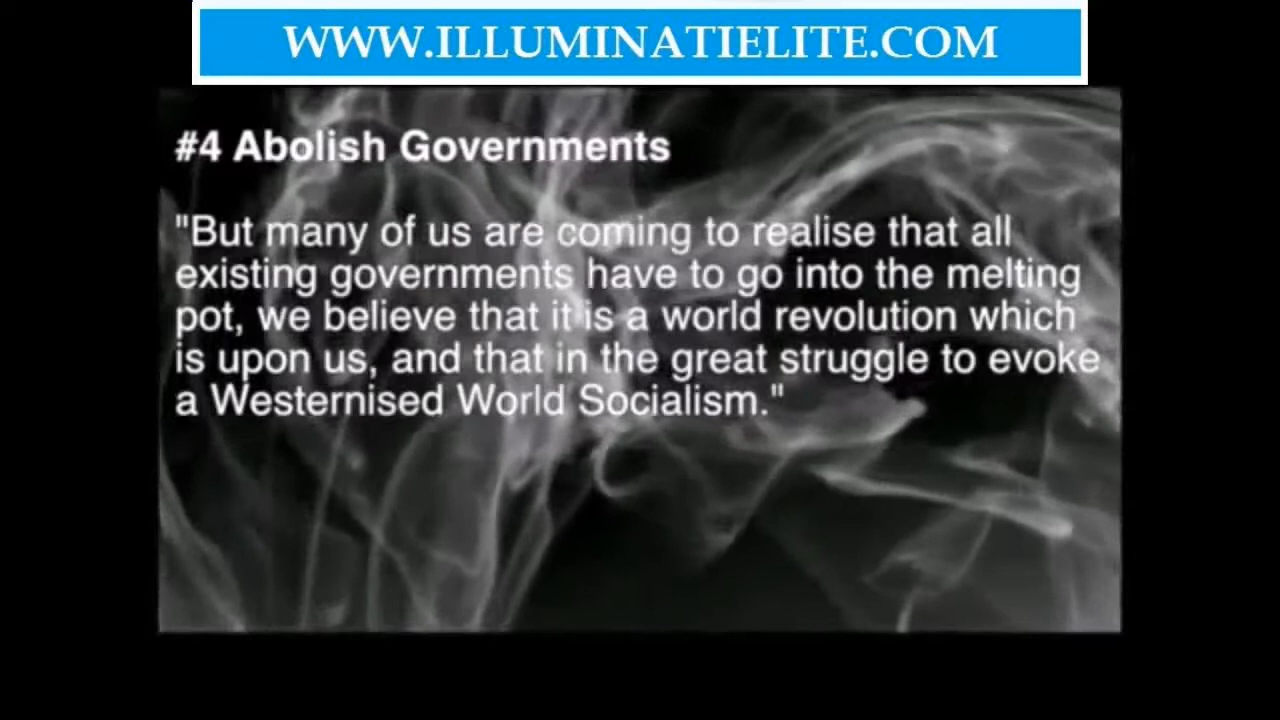 WWW.ILLUMINATIELITE.COM
#4 Abolish Governments
"But many of us are coming to realise that all
existing governments have to go into the melting
pot, we believe that it is a world revolution which
is upon us, and that in the great struggle to evoke
a Westernised World Socialism."